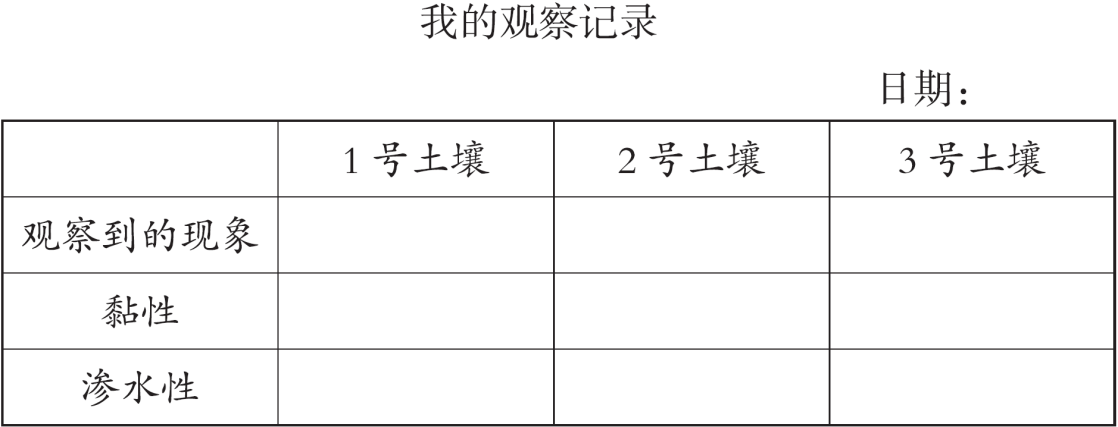 我的观察记录
日期：
1 号土壤 2 号土壤 3 号土壤
观察到的现象
黏性
渗水性